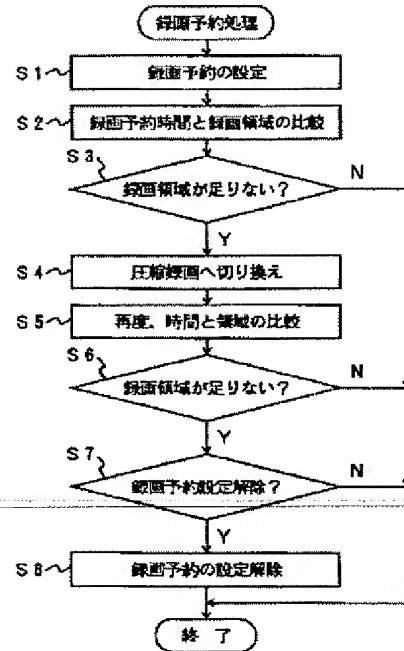 録画予約処理
S1 録画予約の設定
S2 録画予約時間と録画領域の比較
S3
録画領域が足りない？ N
Y
S4 圧縮録画へ切り換え
S5 再度、時間と領域の比較
S6
録画領域が足りない？ N
Y
S7
録画予約設定解除？ N
Y
S8 録画予約の設定解除
終了